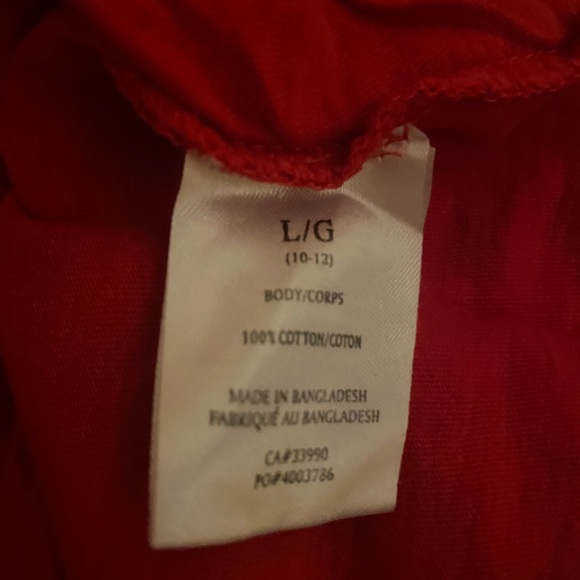 L/G
(10-12)
BODY/CORPS
100% COTTON/COTON
MADE IN BANGLADESH
FABRIQUÉ AU BANGLADESH
CA#33990
PO#4003786